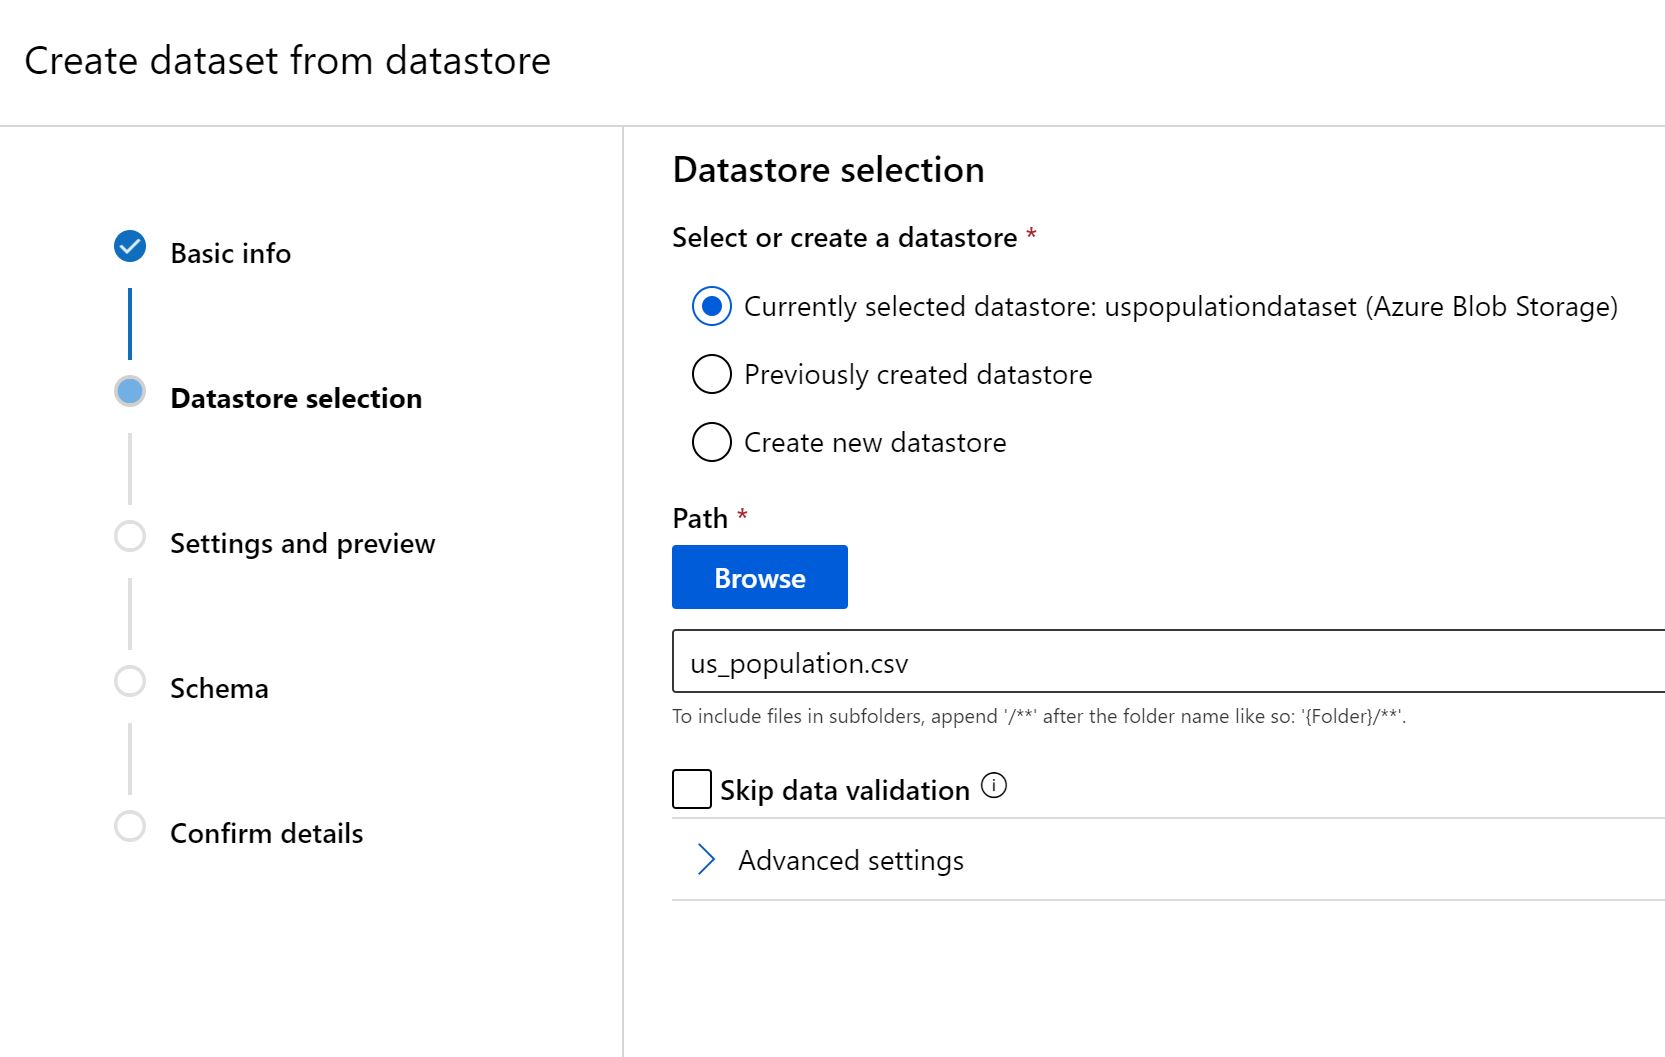 Create dataset from datastore
Basic info
Datastore selection
Settings and preview
Schema
Confirm details
Datastore selection
Select or create a datastore *
Currently selected datastore: uspopulationdataset (Azure Blob Storage)
Previously created datastore
Create new datastore
Path *
Browse
us_population.csv
To include files in subfolders, append '/**' after the folder name like so: '{Folder}/**'.
Skip data validation
Advanced settings